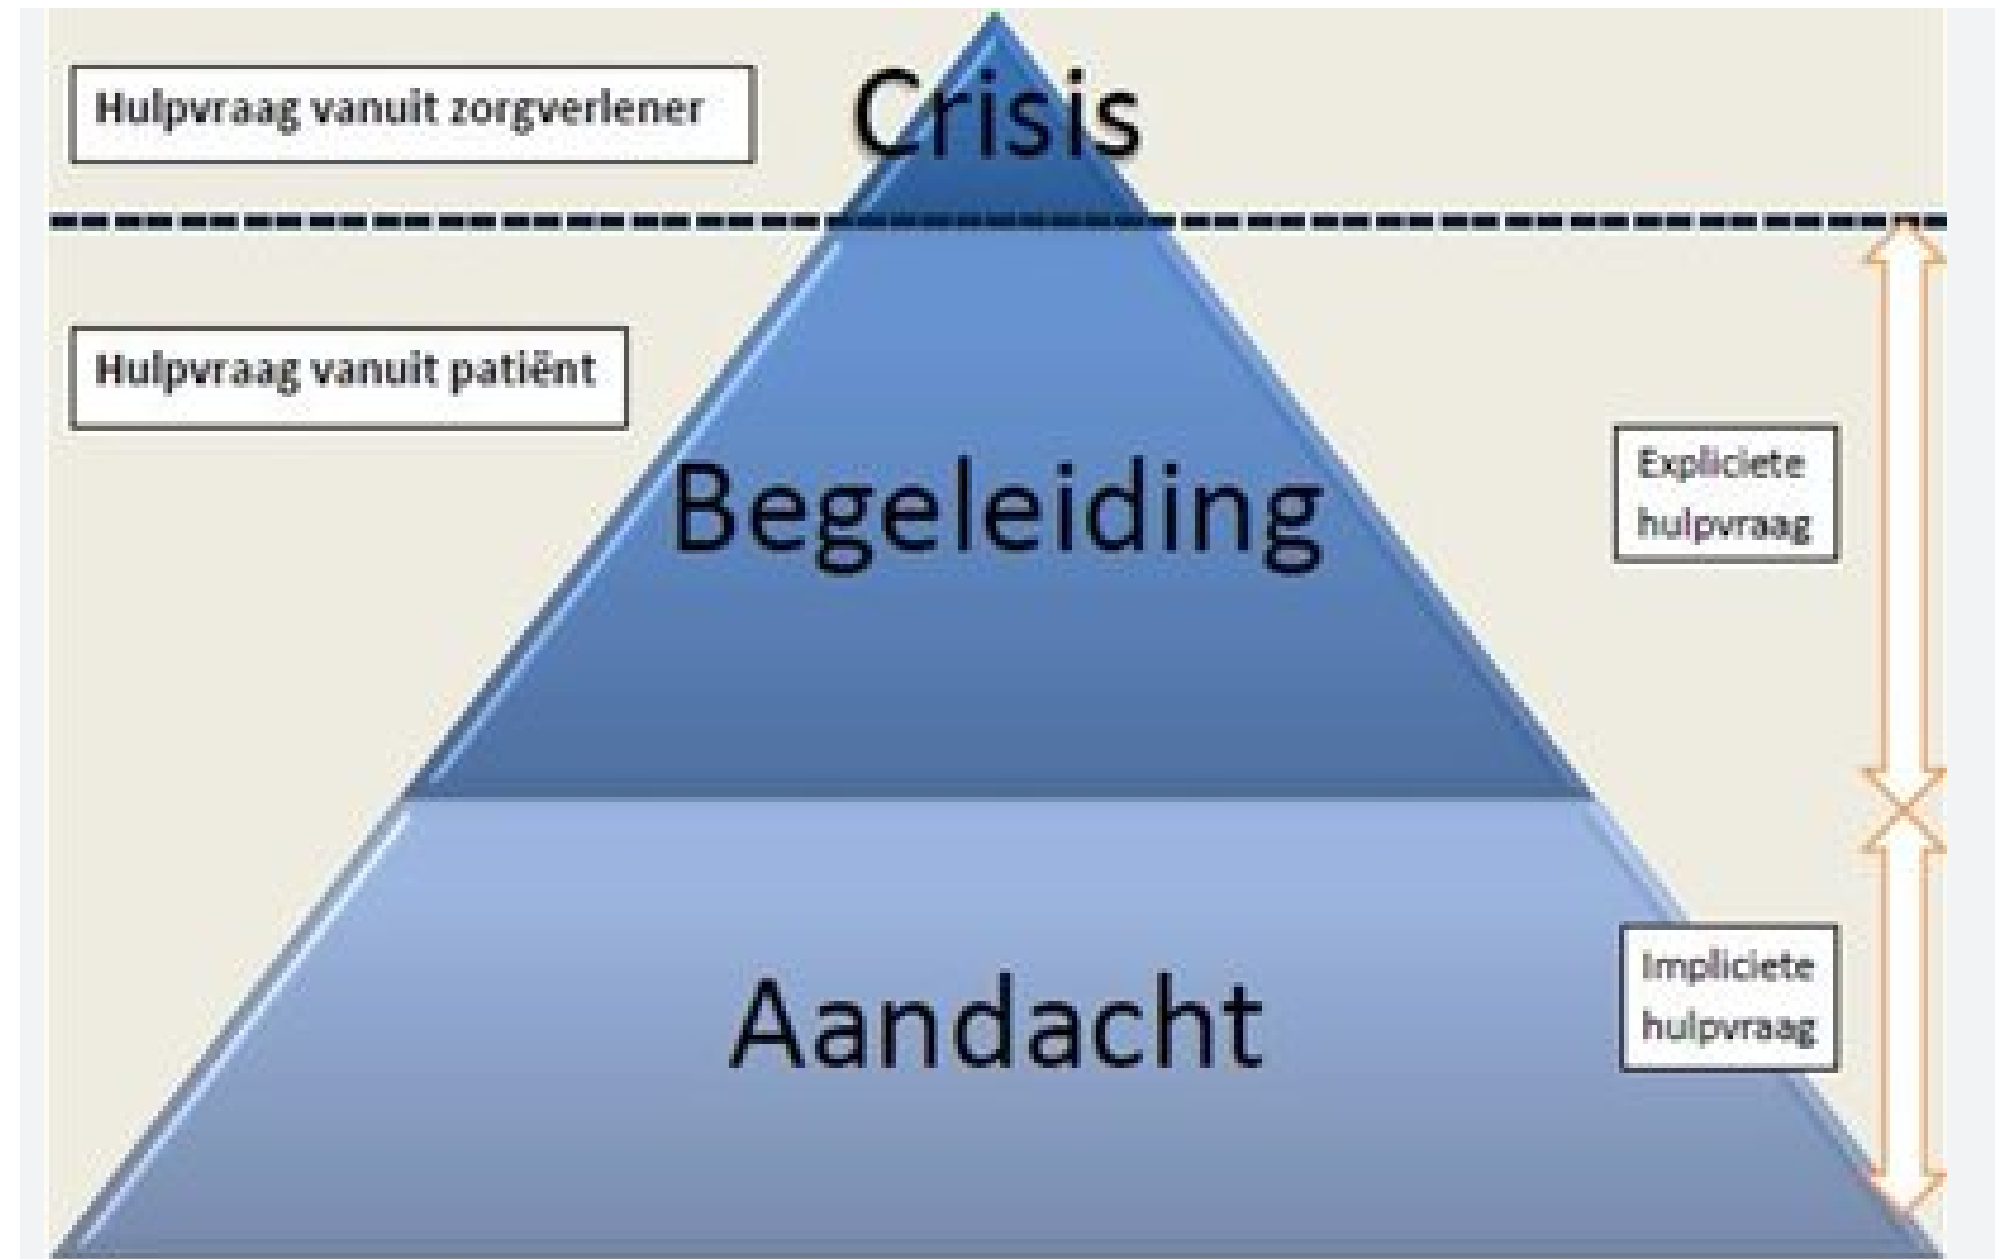 Crisis
Hulpvraag vanuit zorgverlener
Hulpvraag vanuit patiënt
Begeleiding
Expliciete
hulpvraag
Aandacht
Impliciete
hulpvraag